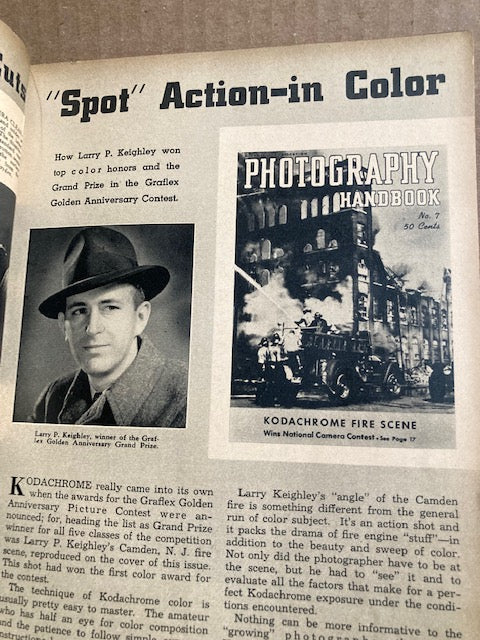 Cuts
"Spot" Action—in Color
How Larry P. Keighley won
top color honors and the
Grand Prize in the Graflex
Golden Anniversary Contest.
PHOTOGRAPHY
HANDBOOK
No. 7
50 Cents
KODACHROME FIRE SCENE
Wins National Camera Contest - See Page 17
Larry P. Keighley, winner of the Graf-
lex Golden Anniversary Grand Prize.
KODACHROME really came into its own
when the awards for the Graflex Golden
Anniversary Picture Contest were an-
nounced; for, heading the list as Grand Prize
winner for all five classes of the competition
was Larry P. Keighley's Camden, N. J. fire
scene, reproduced on the cover of this issue.
This shot had won the first color award for
the contest.
The technique of Kodachrome color is
usually pretty easy to master. The amateur
who has half an eye for color composition
and the patience to follow simple
Larry Keighley's "angle" of the Camden
fire is something different from the general
run of color subject. It's an action shot and
it packs the drama of fire engine "stuff"—in
addition to the beauty and sweep of color.
Not only did the photographer have to be at
the scene, but he had to "see" it and to
evaluate all the factors that make for a per-
fect Kodachrome exposure under the condi-
tions encountered.
Nothing can be more informative to the
"growing"